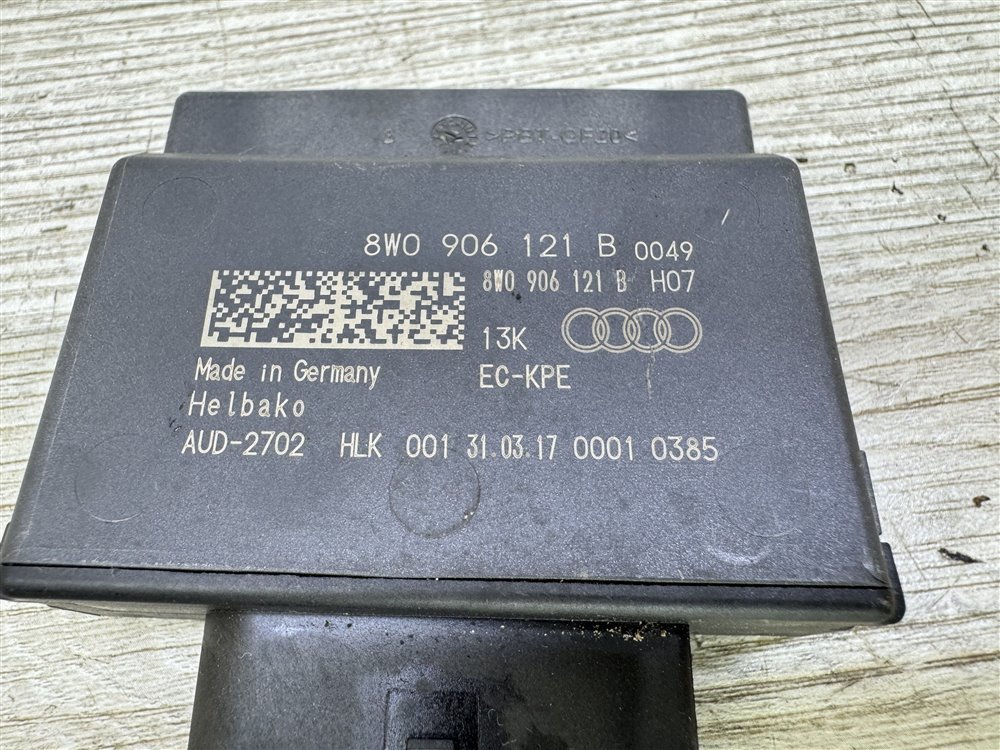 8W0 906 121 B 0049
8W0 906 121 B H07
13K
Made in Germany EC-KPE
Helbako
AUD-2702 HLK 001 31.03.17 0001 0385